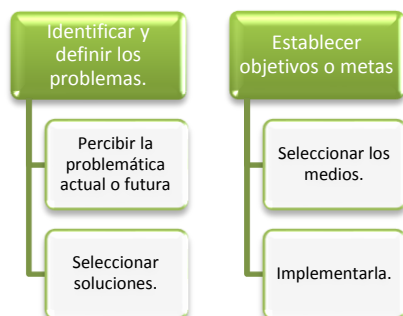 Identificar y
definir los
problemas.
Percibir la
problemática
actual o futura
Seleccionar
soluciones.
Establecer
objetivos o metas
Seleccionar los
medios.
Implementarla.